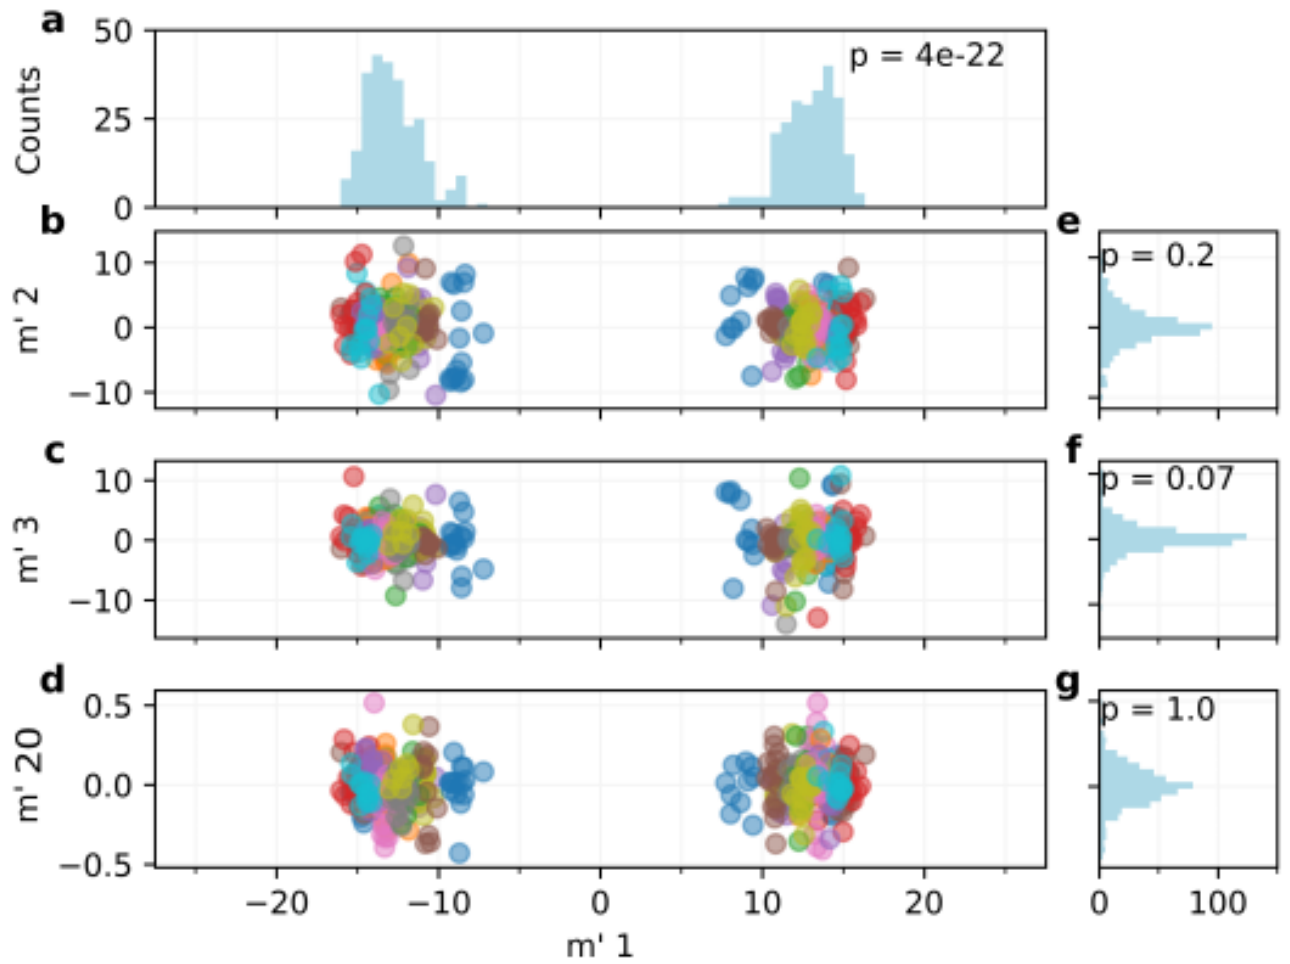 a
50
p = 4e-22
25
Counts
0
b
e
10
p = 0.2
0
m' 2
−10
c
f
10
p = 0.07
0
m' 3
−10
d
g
0.5
p = 1.0
0.0
m' 20
−0.5
−20 −10 0 10 20
0 100
m' 1